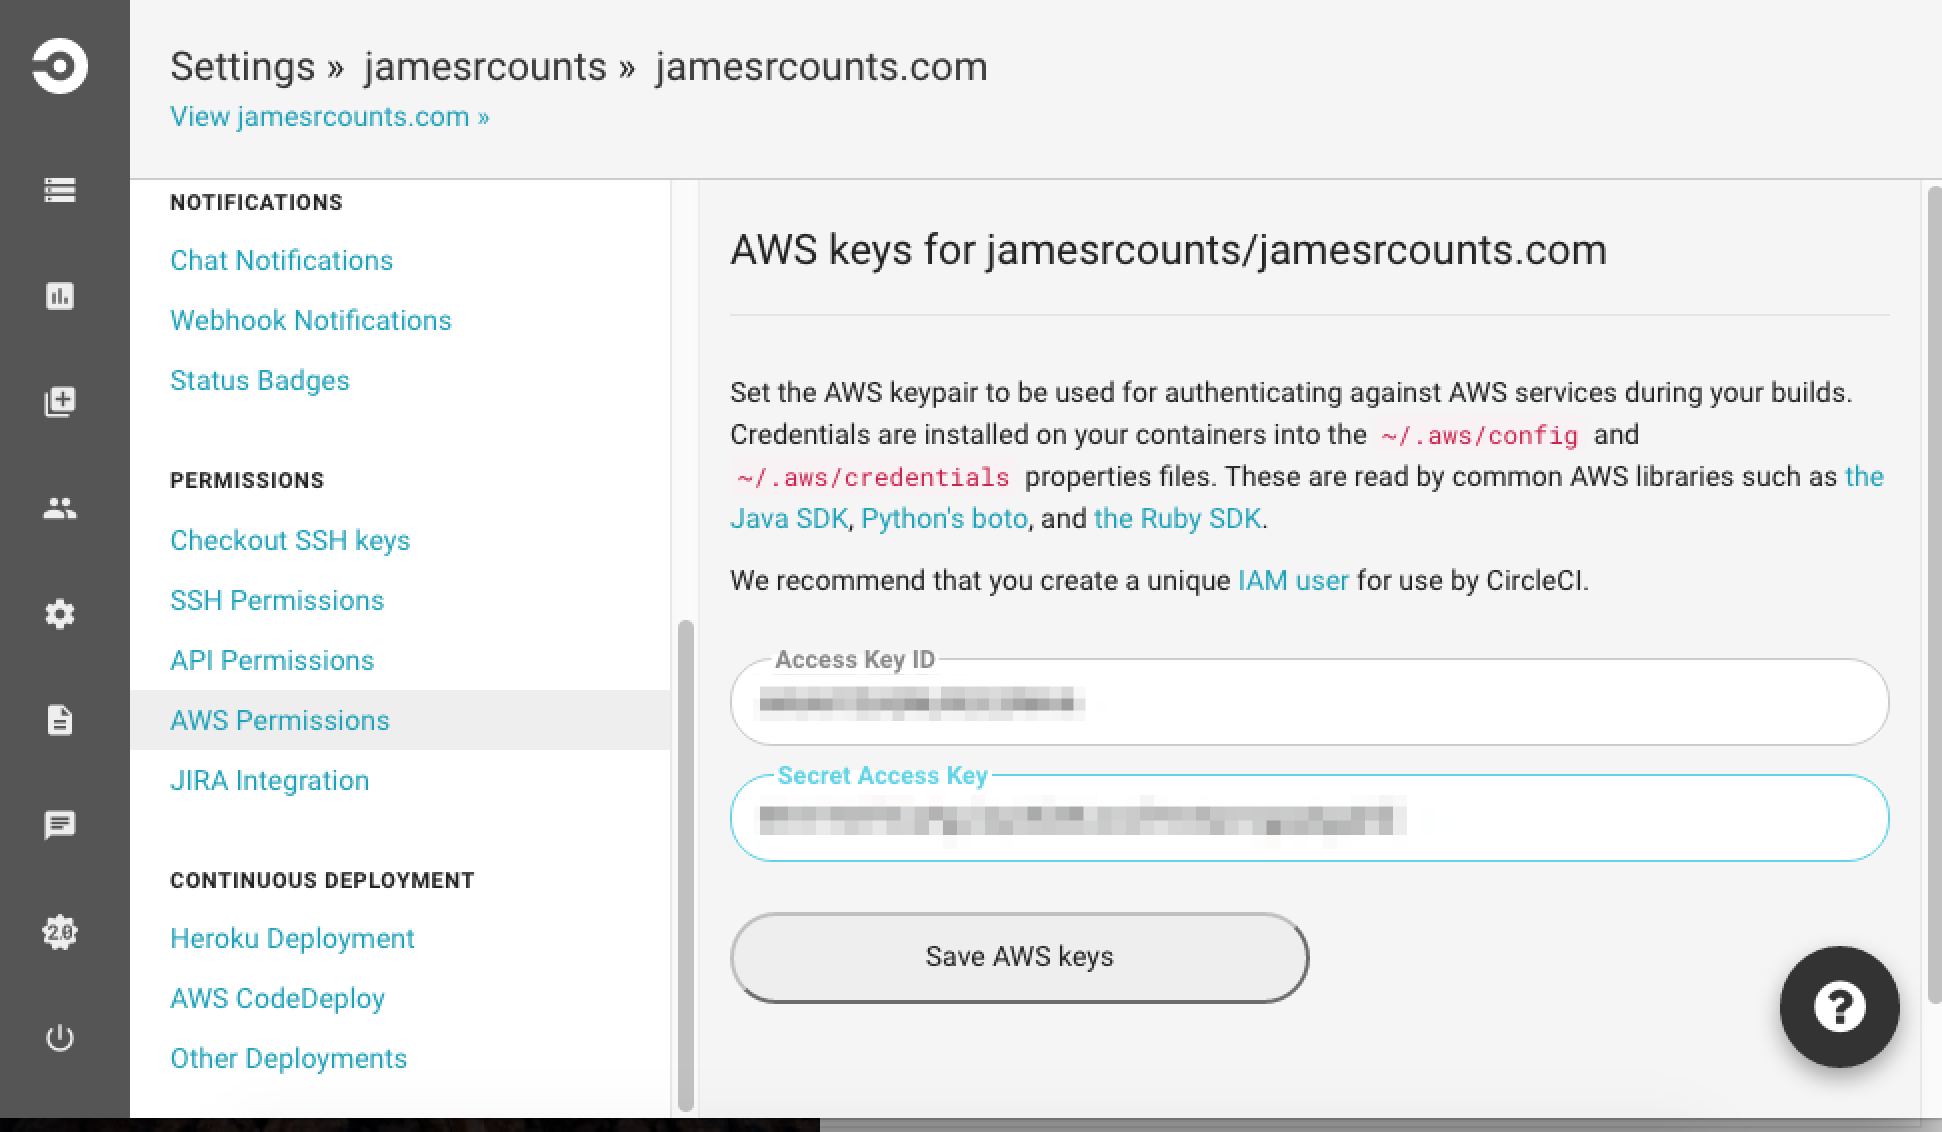 Settings » jamesrcounts » jamesrcounts.com
View jamesrcounts.com »
NOTIFICATIONS
Chat Notifications
Webhook Notifications
Status Badges
PERMISSIONS
Checkout SSH keys
SSH Permissions
API Permissions
AWS Permissions
JIRA Integration
CONTINUOUS DEPLOYMENT
Heroku Deployment
AWS CodeDeploy
Other Deployments
2.0
AWS keys for jamesrcounts/jamesrcounts.com
Set the AWS keypair to be used for authenticating against AWS services during your builds.
Credentials are installed on your containers into the ~/.aws/config and
~/.aws/credentials properties files. These are read by common AWS libraries such as the
Java SDK, Python's boto, and the Ruby SDK.
We recommend that you create a unique IAM user for use by CircleCI.
Access Key ID
Secret Access Key
Save AWS keys
?